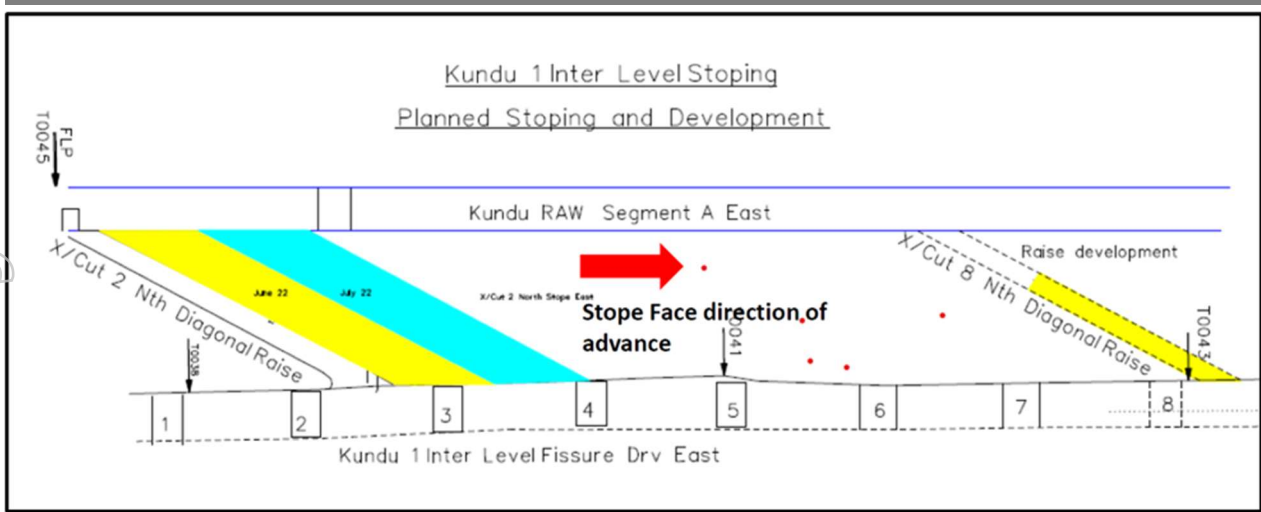 Kundu 1 Inter Level Stoping
Planned Stoping and Development
T0045
FLP
Kundu RAW Segment A East
X/Cut 2 Nth Diagonal Raise
June 22
July 22
X/Cut 2 North Stope East
Stope Face direction of
advance
X/Cut 8 Nth Diagonal Raise
Raise development
T0038
T0043
1
2
3
4
5
6
7
8
Kundu 1 Inter Level Fissure Drv East